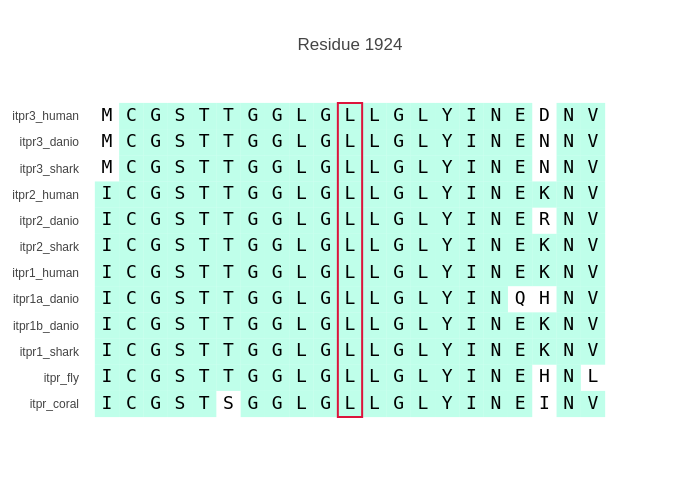 Residue 1924
itpr3_human M C G S T T G G L G L L G L Y I N E D N V
itpr3_danio M C G S T T G G L G L L G L Y I N E N N V
itpr3_shark M C G S T T G G L G L L G L Y I N E N N V
itpr2_human I C G S T T G G L G L L G L Y I N E K N V
itpr2_danio I C G S T T G G L G L L G L Y I N E R N V
itpr2_shark I C G S T T G G L G L L G L Y I N E K N V
itpr1_human I C G S T T G G L G L L G L Y I N E K N V
itpr1a_danio I C G S T T G G L G L L G L Y I N Q H N V
itpr1b_danio I C G S T T G G L G L L G L Y I N E K N V
itpr1_shark I C G S T T G G L G L L G L Y I N E K N V
itpr_fly I C G S T T G G L G L L G L Y I N E H N L
itpr_coral I C G S T S G G L G L L G L Y I N E I N V